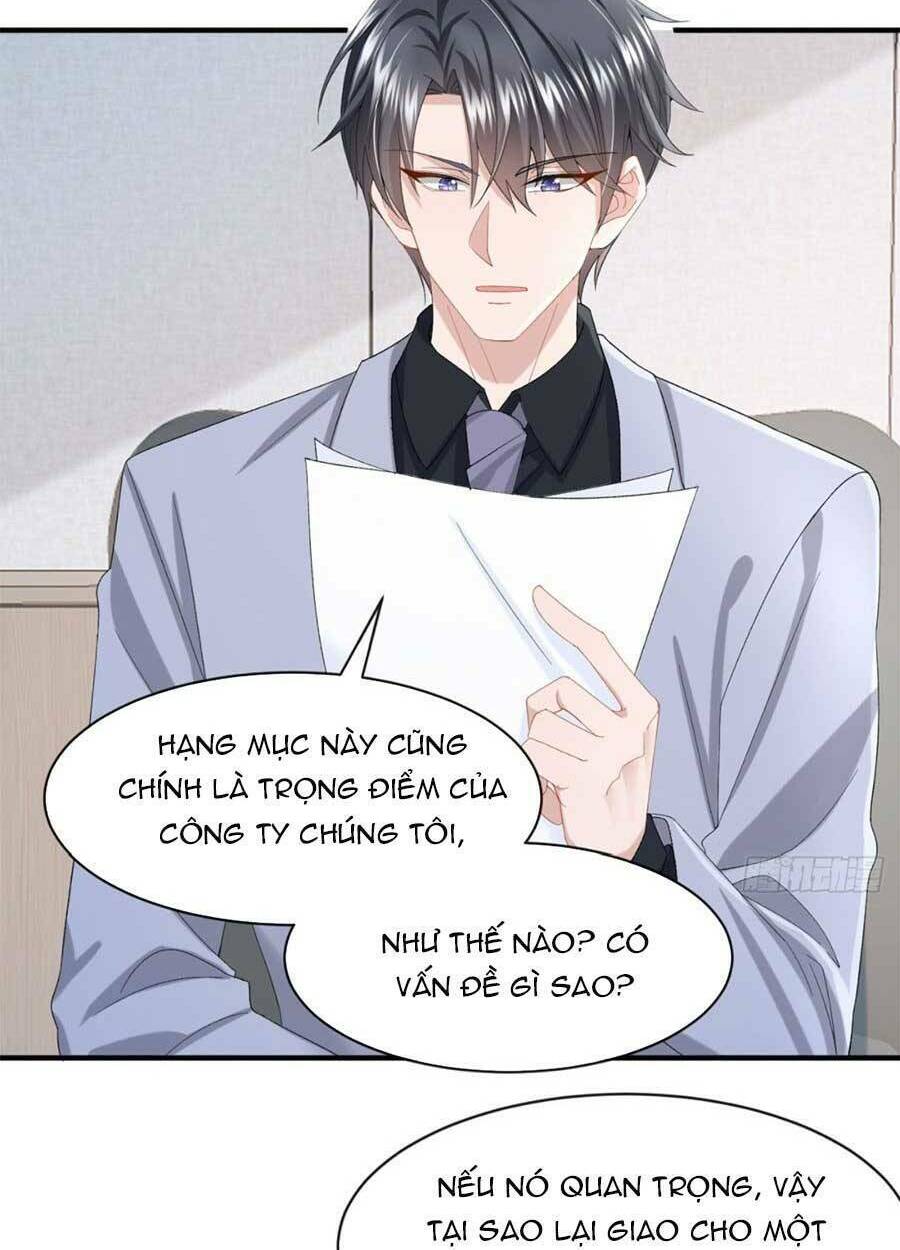 HẠNG MỤC NÀY CŨNG
CHÍNH LÀ TRỌNG ĐIỂM CỦA
CÔNG TY CHÚNG TÔI,
NHƯ THẾ NÀO? CÓ
VẤN ĐỀ GÌ SAO?
NẾU NÓ QUAN TRỌNG, VẬY
TẠI SAO LẠI GIAO CHO MỘT